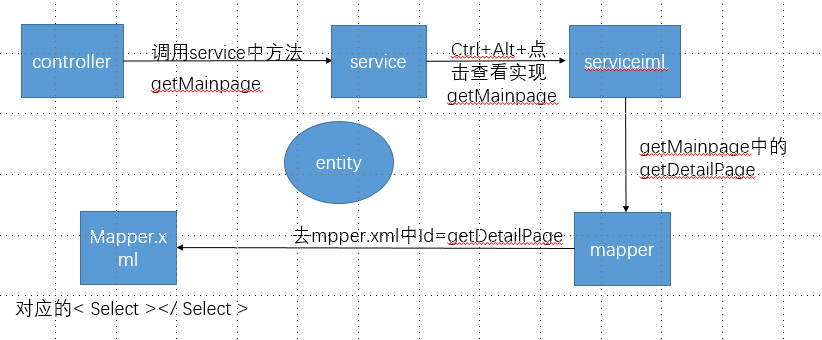 controller
调用service中方法
getMainpage
service
Ctrl+Alt+点
击查看实现
getMainpage
serviceiml
getMainpage中的
getDetailPage
entity
Mapper.x
ml
去mpper.xml中Id=getDetailPage
mapper
对应的< Select ></ Select >